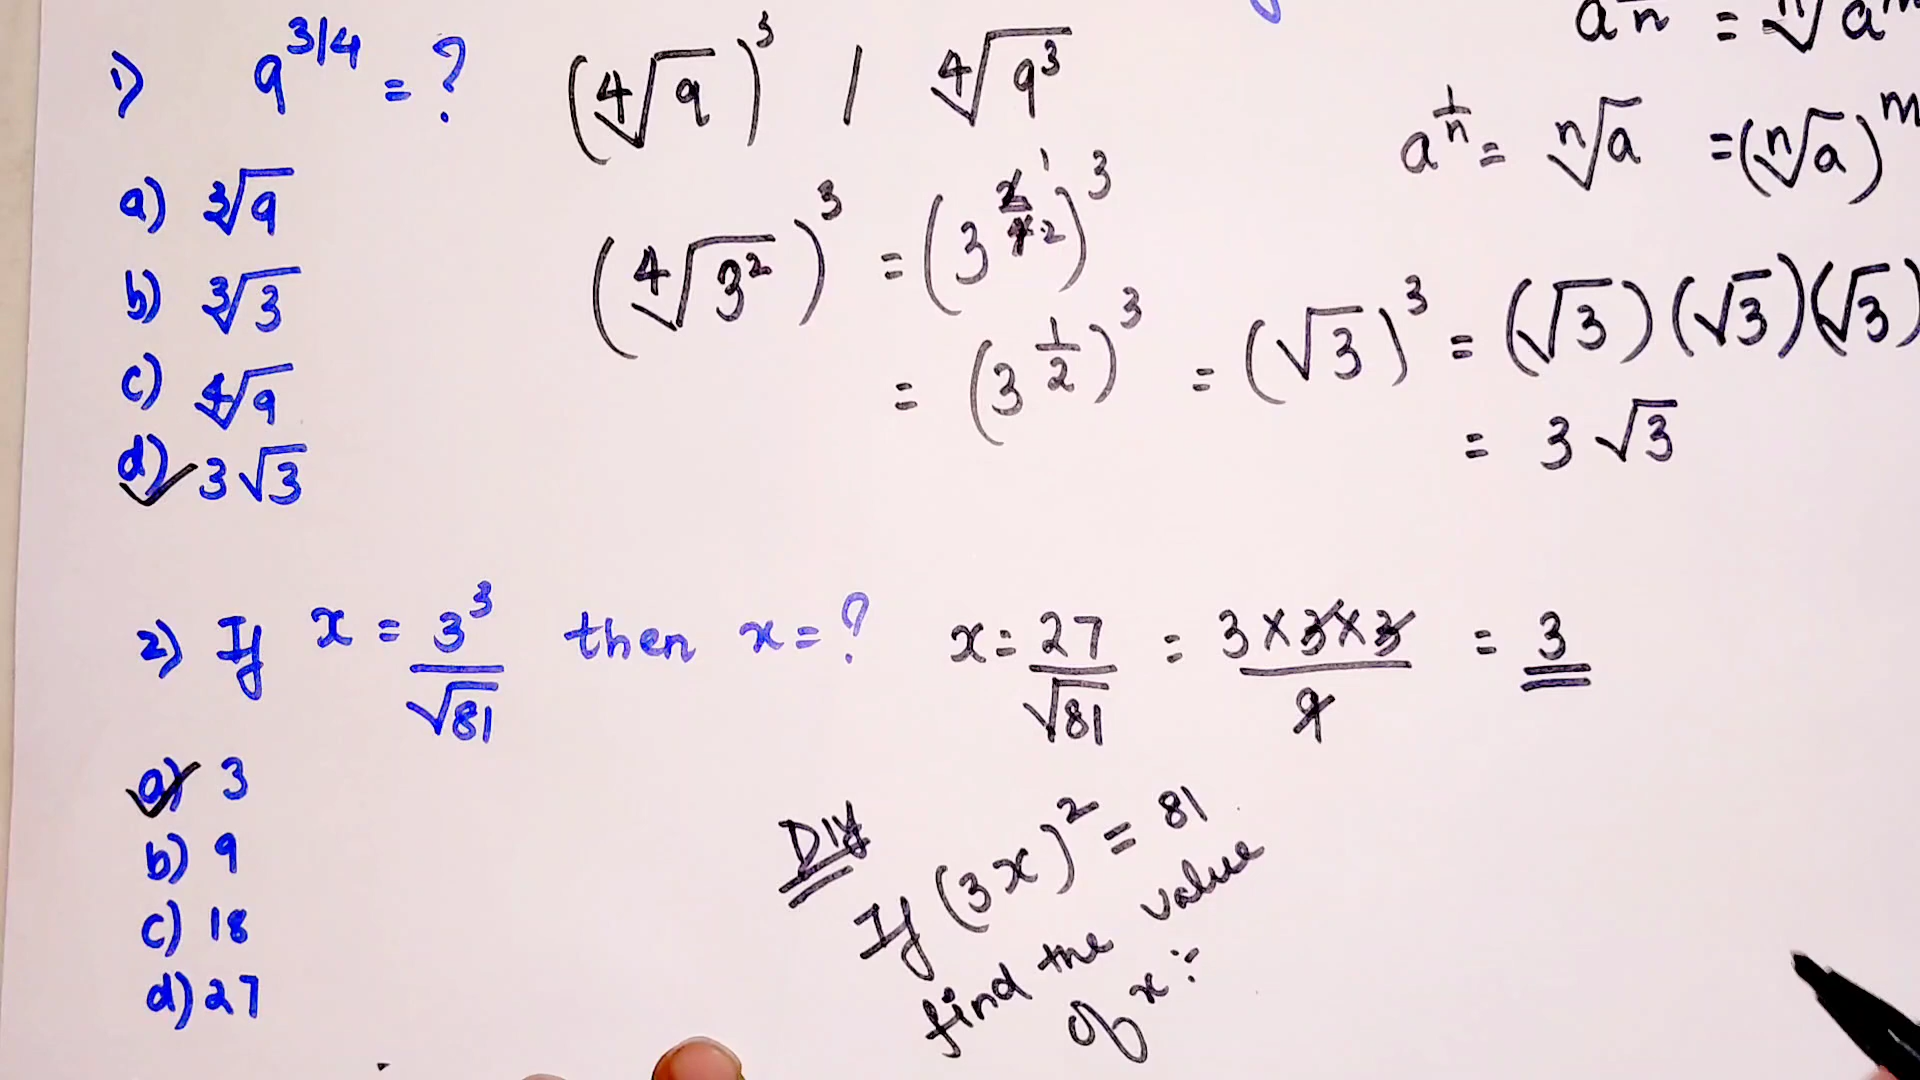 a^(m/n) = ⁿ√a^m
1) 9^(3/4) = ? (⁴√9)³ / ⁴√9³
a^(1/n) = ⁿ√a = (ⁿ√a)^m
a) ³√9
(⁴√3²)³ = (3^(2/4))³
1
2
b) ³√3
= (3^(1/2))³ = (√3)³ = (√3)(√3)(√3)
c) ⁴√9
= 3√3
d) 3√3
2) If x = 3³/√81 then x = ? x = 27/√81 = 3×3×3/9 = 3
a) 3
b) 9
c) 18
d) 27
DIY
If (3x)² = 81
find the value
of x: